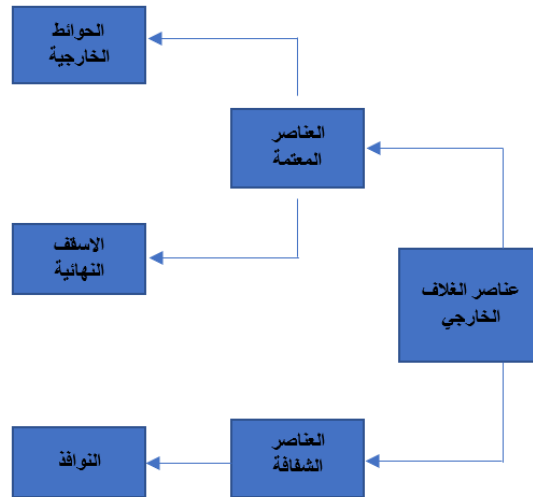 الحوائط
الخارجية
العناصر
المعتمة
الاسقف
النهائية
عناصر الغلاف
الخارجي
العناصر
الشفافة
النوافذ